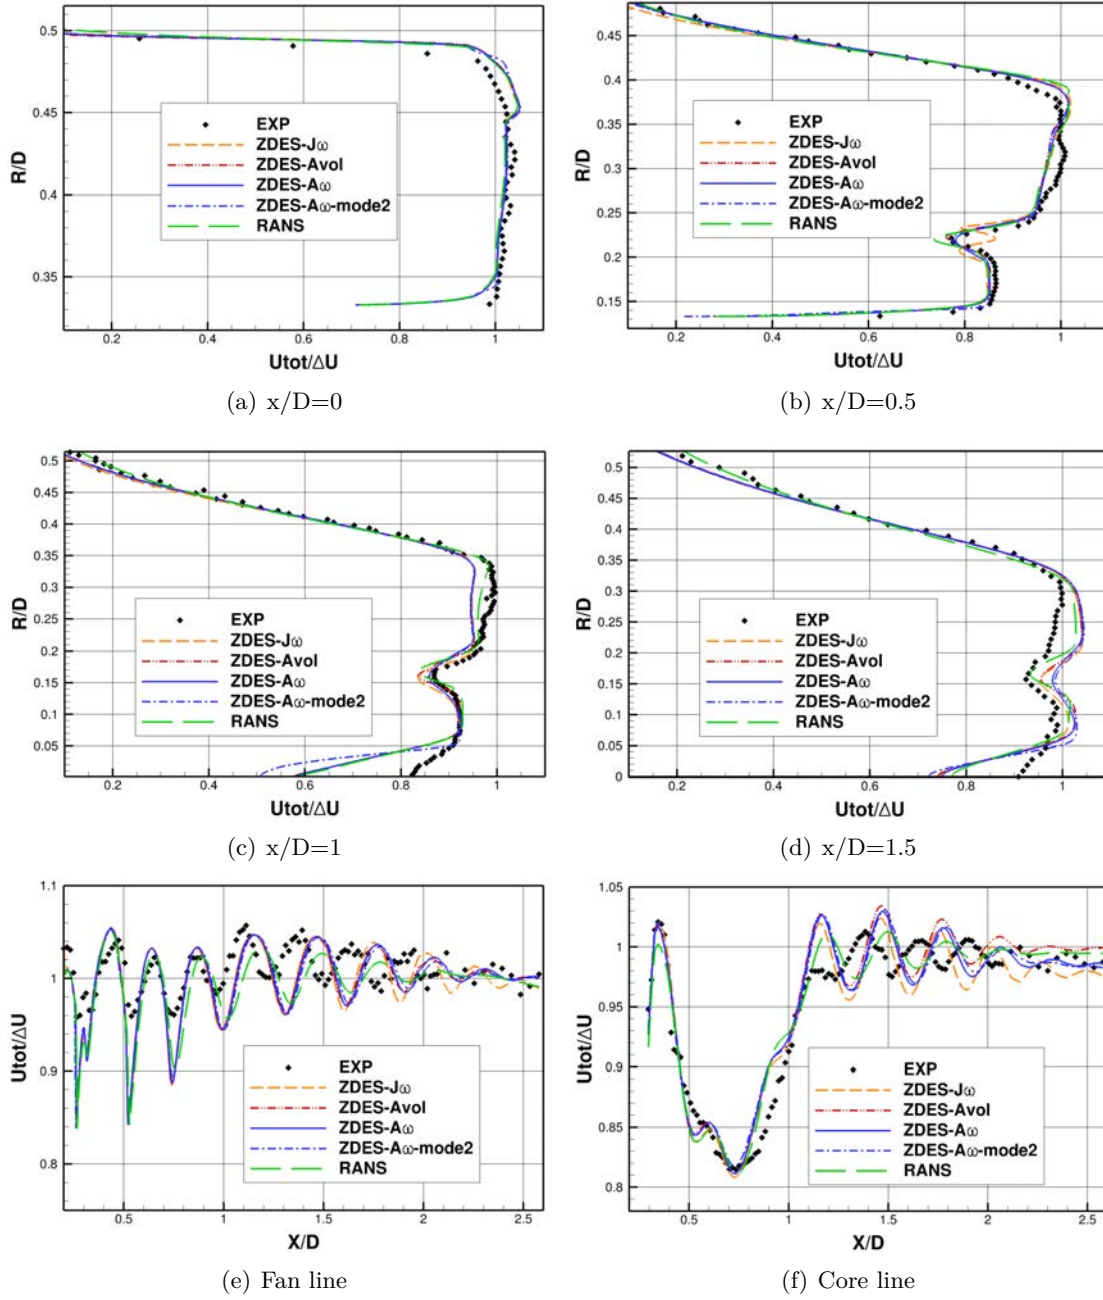 0.5
0.45
0.4
0.35
R/D
EXP
ZDES-Jω
ZDES-Avol
ZDES-Aω
ZDES-Aω-mode2
RANS
0.2 0.4 0.6 0.8 1
Utot/ΔU
(a) x/D=0
0.45
0.4
0.35
0.3
0.25
0.2
0.15
R/D
EXP
ZDES-Jω
ZDES-Avol
ZDES-Aω
ZDES-Aω-mode2
RANS
0.2 0.4 0.6 0.8 1
Utot/ΔU
(b) x/D=0.5
0.5
0.45
0.4
0.35
0.3
0.25
0.2
0.15
0.1
0.05
R/D
EXP
ZDES-Jω
ZDES-Avol
ZDES-Aω
ZDES-Aω-mode2
RANS
0.2 0.4 0.6 0.8 1
Utot/ΔU
(c) x/D=1
0.5
0.45
0.4
0.35
0.3
0.25
0.2
0.15
0.1
0.05
0
R/D
EXP
ZDES-Jω
ZDES-Avol
ZDES-Aω
ZDES-Aω-mode2
RANS
0.2 0.4 0.6 0.8 1
Utot/ΔU
(d) x/D=1.5
1.1
1
0.9
0.8
Utot/ΔU
EXP
ZDES-Jω
ZDES-Avol
ZDES-Aω
ZDES-Aω-mode2
RANS
0.5 1 1.5 2 2.5
X/D
(e) Fan line
1.05
1
0.95
0.9
0.85
0.8
Utot/ΔU
EXP
ZDES-Jω
ZDES-Avol
ZDES-Aω
ZDES-Aω-mode2
RANS
0.5 1 1.5 2 2.5
X/D
(f) Core line